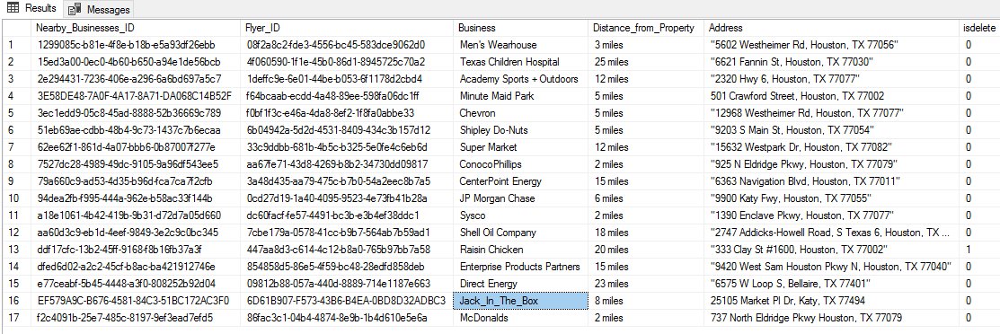 Results Messages
Nearby_Businesses_ID Flyer_ID Business Distance_from_Property Address isdelete
1 1299085c-b81e-4f8e-b18b-e5a93df26ebb 08f2a8c2-fde3-4556-bc45-583dce9062d0 Men's Wearhouse 3 miles "5602 Westheimer Rd, Houston, TX 77056" 0
2 15ed3a00-0ec0-4b60-b650-a94e1de56bcb 4f060590-1f1e-45b0-86d1-8945725c70a2 Texas Children Hospital 25 miles "6621 Fannin St, Houston, TX 77030" 0
3 2e294431-7236-406e-a296-6a6bd697a5c7 1deffc9e-6e01-44be-b053-6f1178d2cbd4 Academy Sports + Outdoors 12 miles "2320 Hwy 6, Houston, TX 77077" 0
4 3E58DE48-7A0F-4A17-8A71-DA068C14B52F f64bcaab-ecdd-4a48-89ee-598fa06dc1ff Minute Maid Park 5 miles 501 Crawford Street, Houston, TX 77002 0
5 3ec1edd9-05c8-45ad-8888-52b36669c789 f0bf1f3c-e46a-4da8-8ef2-1f8fa0abbe33 Chevron 5 miles "12968 Westheimer Rd, Houston, TX 77077" 0
6 51eb69ae-cdbb-48b4-9c73-1437c7b6ecaa 6b04942a-5d2d-4531-8409-434c3b157d12 Shipley Do-Nuts 5 miles "9203 S Main St, Houston, TX 77054" 0
7 62ee62f1-861d-4a07-bbb6-0b87007f277e 33c9ddbb-681b-4b5c-b325-5e0fe4c6eb6d Super Market 12 miles "15632 Westpark Dr, Houston, TX 77082" 0
8 7527dc28-4989-49dc-9105-9a96df543ee5 aa67fe71-43d8-4269-b8b2-34730dd09817 ConocoPhillips 2 miles "925 N Eldridge Pkwy, Houston, TX 77079" 0
9 79a660c9-ad53-4d35-b96d-fca7ca7f2cfb 3a48d435-aa79-475c-b7b0-54a2eec8b7a5 CenterPoint Energy 15 miles "6363 Navigation Blvd, Houston, TX 77011" 0
10 94dea2fb-f995-444a-962e-b58ac33f144b 0cd27d19-1a40-4095-9523-4e73fb41b28a JP Morgan Chase 6 miles "9900 Katy Fwy, Houston, TX 77055" 0
11 a18e1061-4b42-419b-9b31-d72d7a05d660 dc60facf-fe57-4491-bc3b-e3b4ef38ddc1 Sysco 2 miles "1390 Enclave Pkwy, Houston, TX 77077" 0
12 aa60d3c9-eb1d-4eef-9849-3e2c9c0bc345 7cbe179a-0578-41cc-b9b7-564ab7b59ad1 Shell Oil Company 18 miles "2747 Addicks-Howell Road, S Texas 6, Houston, TX ... 0
13 ddf17cfc-13b2-45ff-9168-f8b16fb37a3f 447aa8d3-c614-4c12-b8a0-765b97bb7a58 Raisin Chicken 20 miles "333 Clay St #1600, Houston, TX 77002" 1
14 dfed6d02-a2c2-45cf-b8ac-ba421912746e 854858d5-86e5-4f59-bc48-28edfd858deb Enterprise Products Partners 15 miles "9420 West Sam Houston Pkwy N, Houston, TX 77040" 0
15 e77ceabf-5b45-4448-a3f0-808252b92d04 09812b88-057a-440d-8889-714e1187e663 Direct Energy 23 miles "6575 W Loop S, Bellaire, TX 77401" 0
16 EF579A9C-B676-4581-84C3-51BC172AC3F0 6D61B907-F573-43B6-B4EA-0BD8D32ADBC3 Jack_In_The_Box 8 miles 25105 Market Pl Dr, Katy, TX 77494 0
17 f2c4091b-25e7-485c-8197-9ef3ead7efd5 86fac3c1-04b4-4874-8e9b-1b4d610e5e6a McDonalds 2 miles 737 North Eldridge Pkwy Houston, TX 77079 0